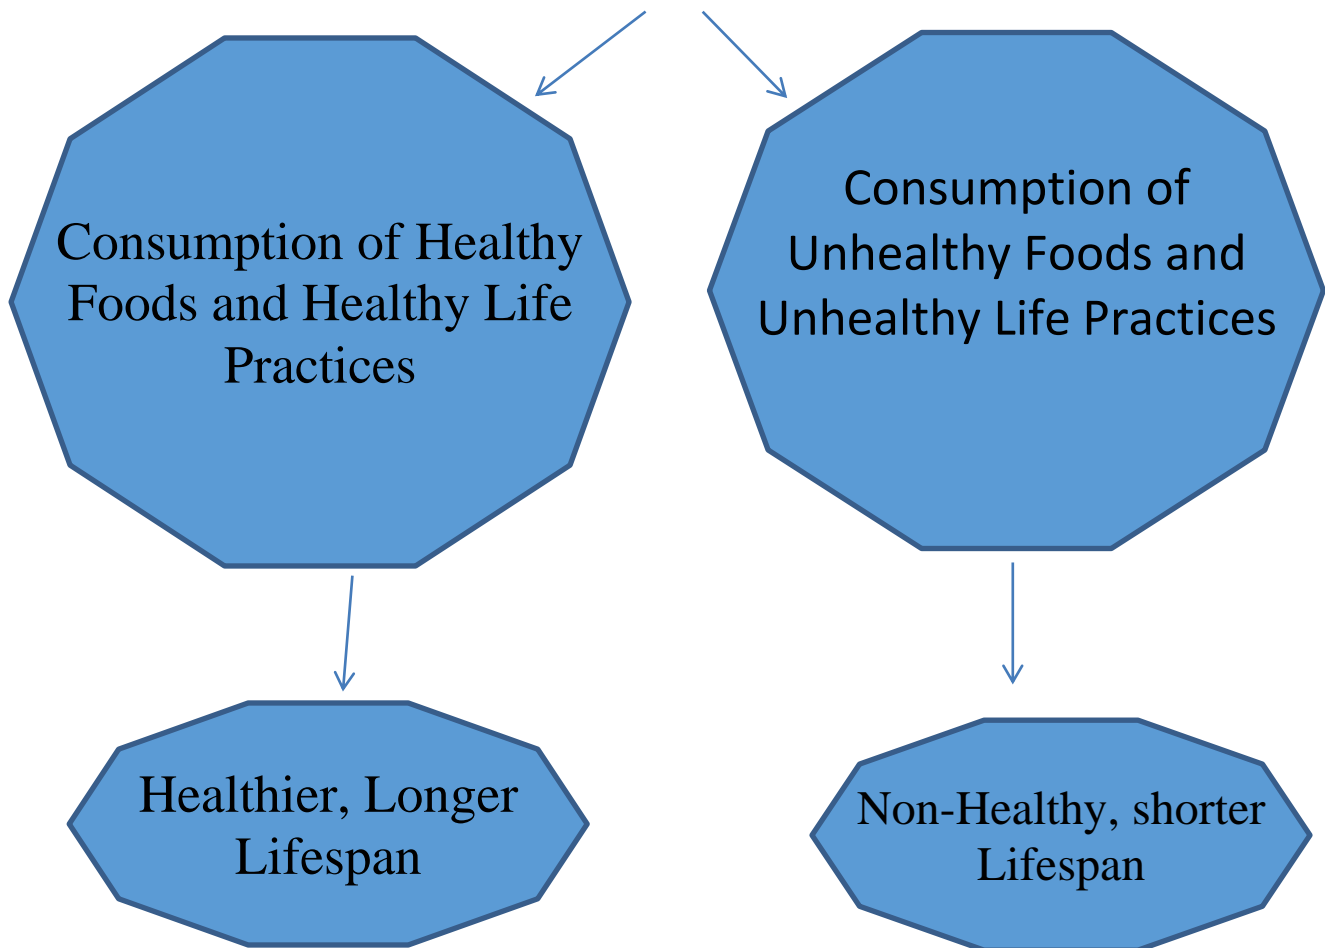 Consumption of Healthy
Foods and Healthy Life
Practices
Consumption of
Unhealthy Foods and
Unhealthy Life Practices
Healthier, Longer
Lifespan
Non-Healthy, shorter
Lifespan